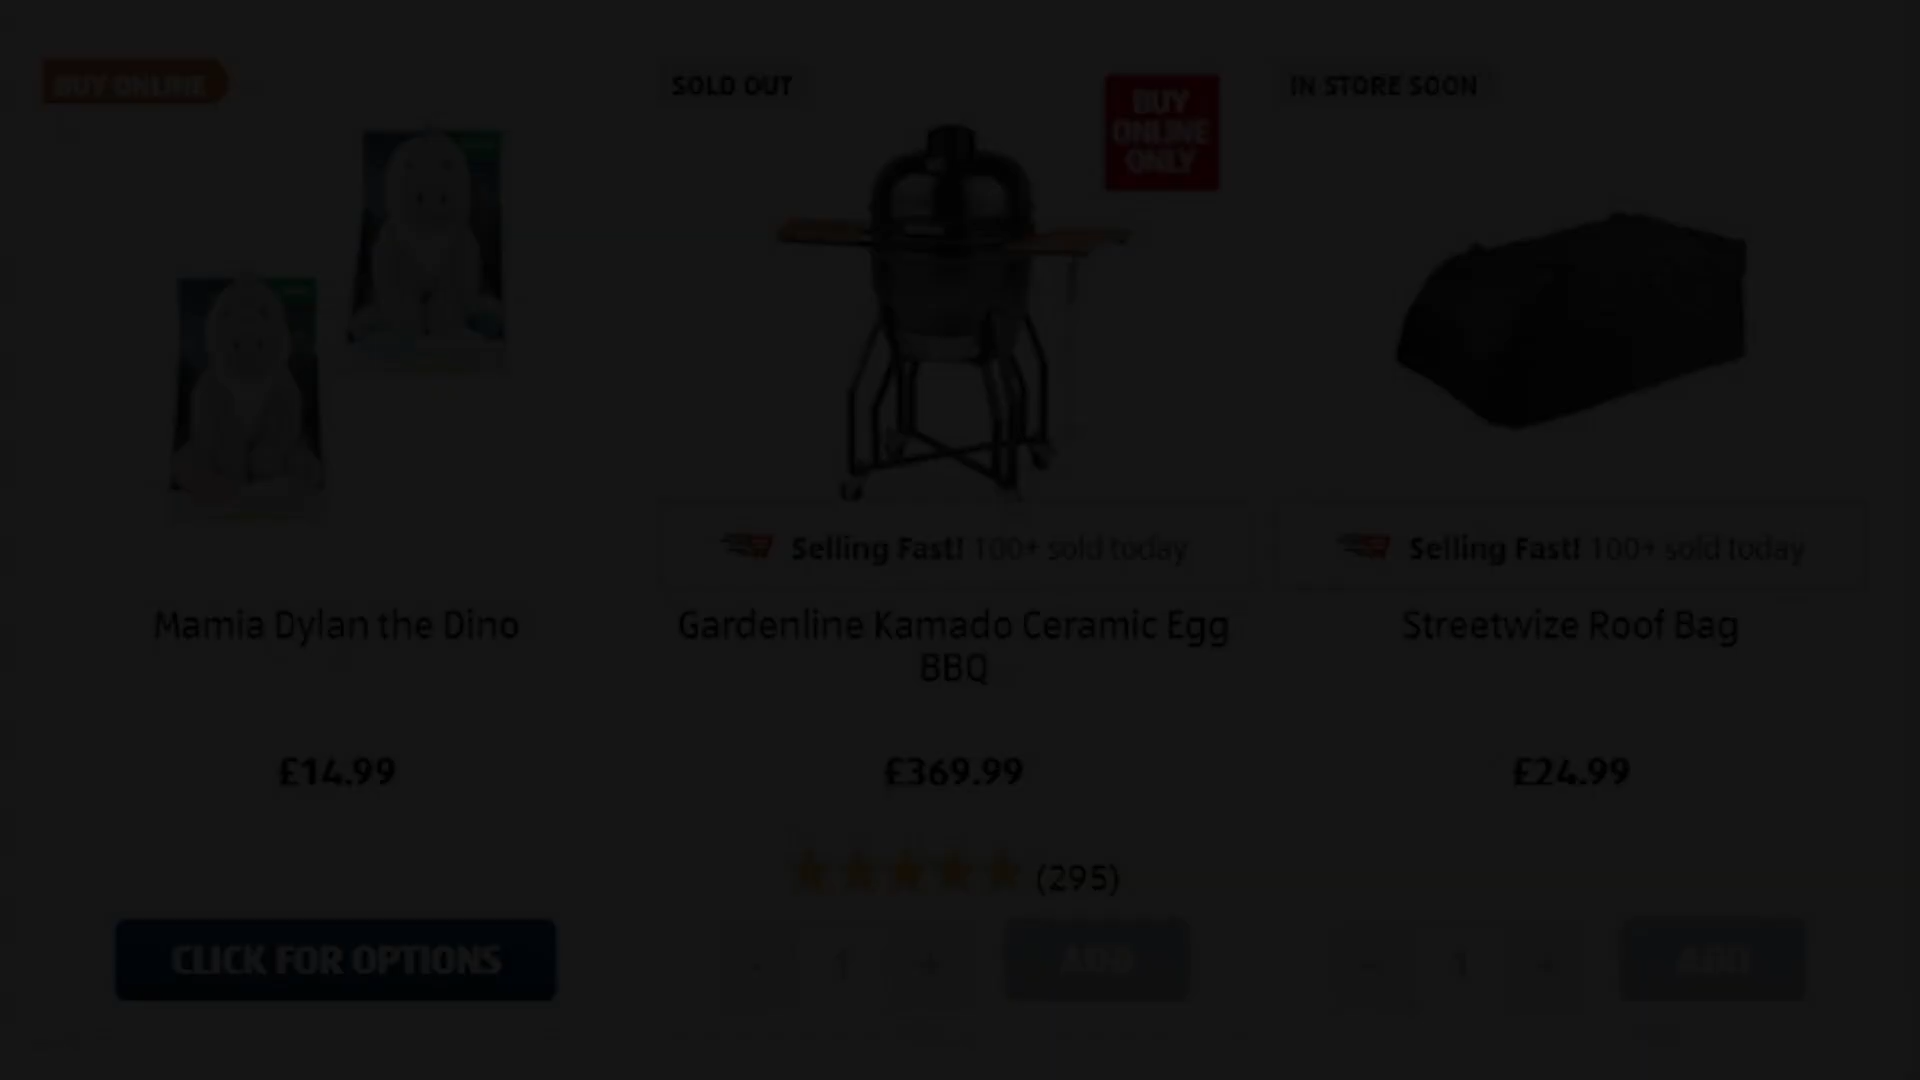 BUY ONLINE
SOLD OUT
BUY
ONLINE
ONLY
IN STORE SOON
Selling Fast! 100+ sold today
Selling Fast! 100+ sold today
Mamia Dylan the Dino
Gardenline Kamado Ceramic Egg
BBQ
Streetwize Roof Bag
£14.99
£369.99
£24.99
(295)
CLICK FOR OPTIONS
- 1 +
ADD
- 1 +
ADD